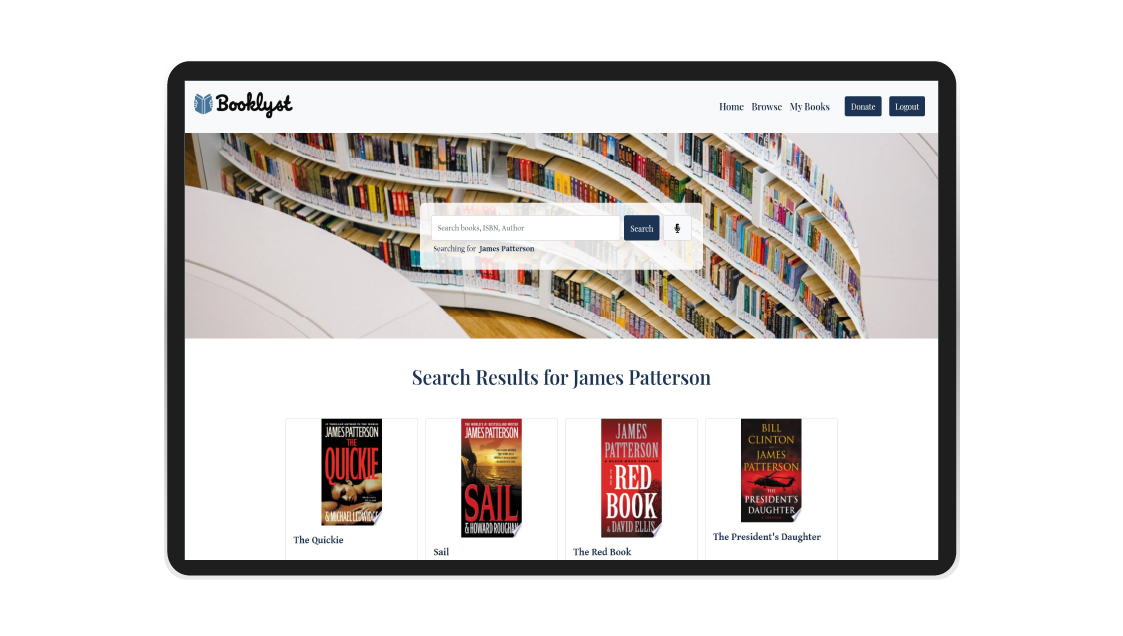 Booklyst
Home Browse My Books Donate Logout
Search books, ISBN, Author
Search
Searching for James Patterson
Search Results for James Patterson
JAMES PATTERSON
THE
QUICKIE
& MICHAEL LEDWIDGE
The Quickie
JAMES PATTERSON
SAIL
& HOWARD ROUGHAN
Sail
JAMES
PATTERSON
THE
RED
BOOK
& DAVID ELLIS
The Red Book
BILL
CLINTON
JAMES
PATTERSON
THE
PRESIDENT'S
DAUGHTER
The President's Daughter